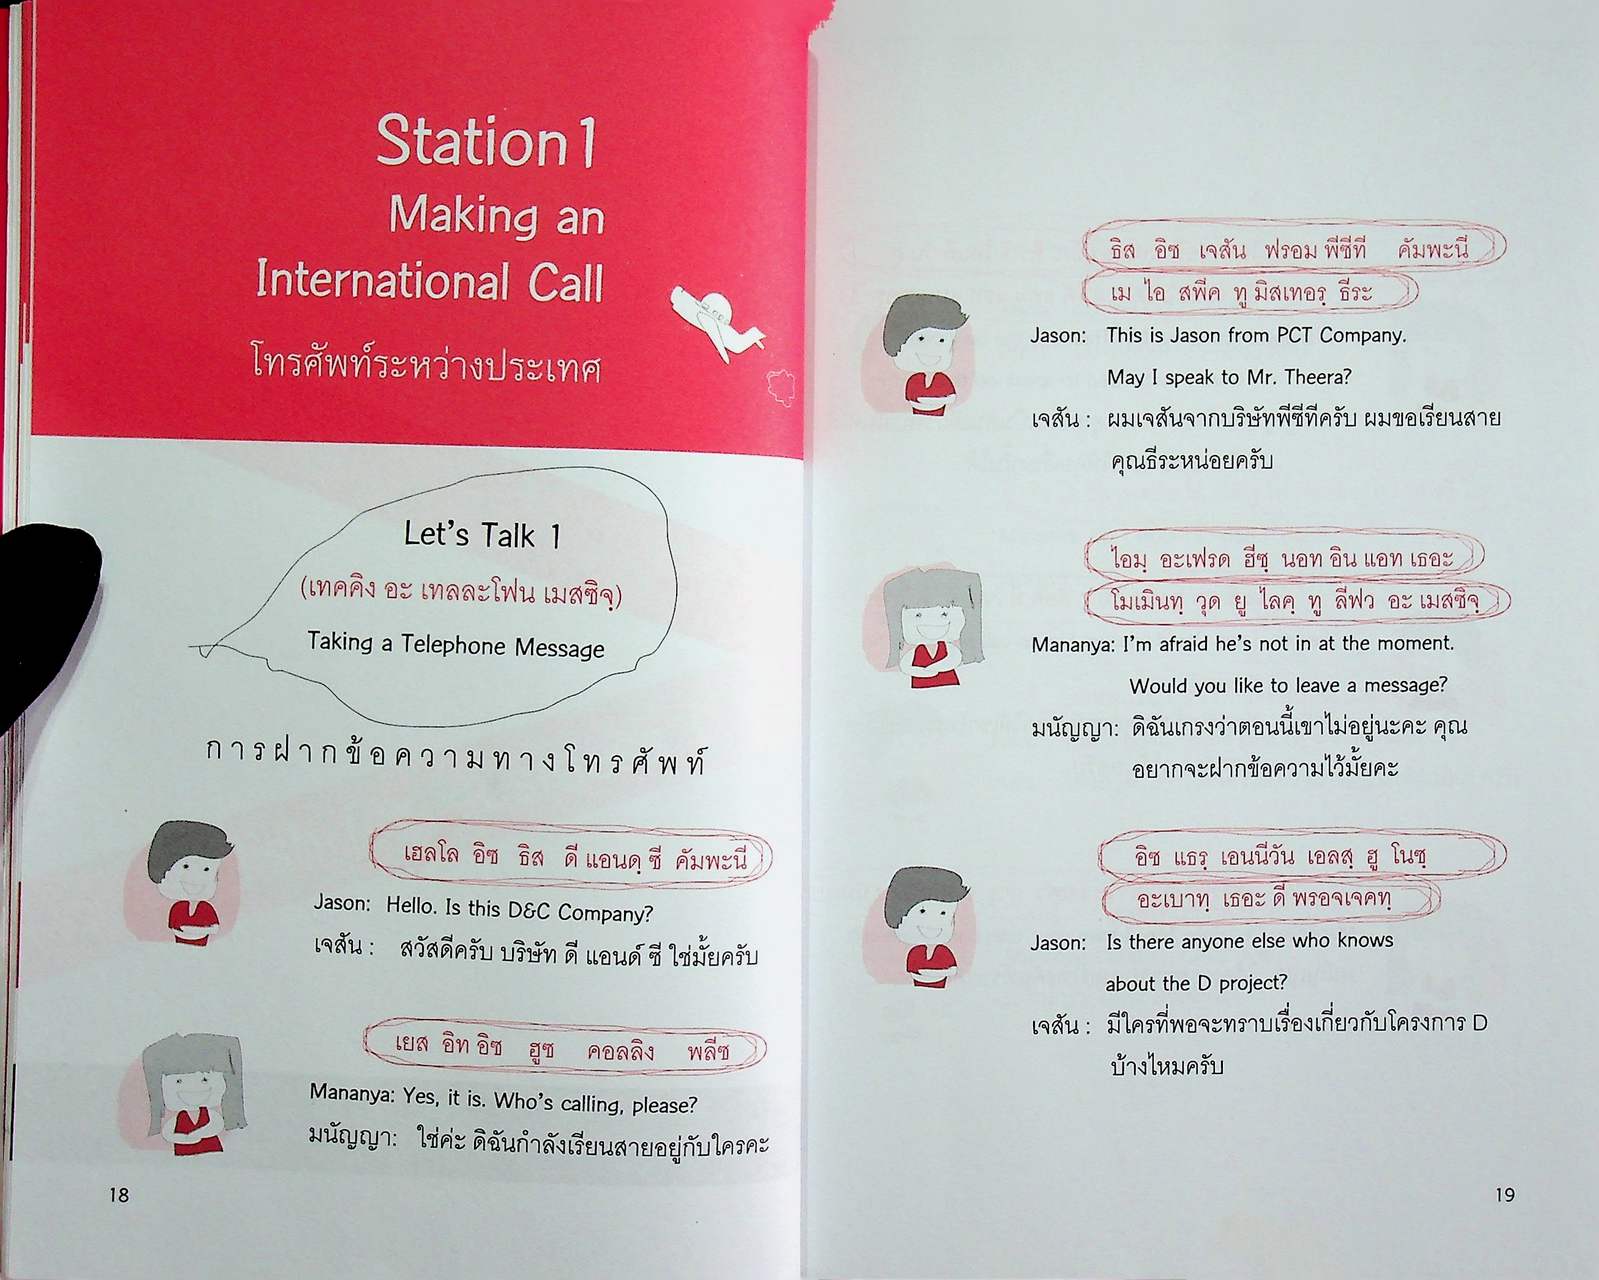 Station 1
Making an
International Call
โทรศัพท์ระหว่างประเทศ
Let's Talk 1
(เทคคิง อะ เทลละโฟน เมสซิจฺ)
Taking a Telephone Message
การฝากข้อความทางโทรศัพท์
เฮลโล อิซ ธิส ดี แอนดฺ ซี คัมพะนี
Jason: Hello. Is this D&C Company?
เจสัน : สวัสดีครับ บริษัท ดี แอนด์ ซี ใช่มั้ยครับ
เยส อิท อิซ ฮูซ คอลลิง พลีซ
Mananya: Yes, it is. Who's calling, please?
มนัญญา: ใช่ค่ะ ดิฉันกำลังเรียนสายอยู่กับใครคะ
18
ธิส อิซ เจสัน ฟรอม พีซีที คัมพะนี
เม ไอ สพีค ทู มิสเทอรฺ ธีระ
Jason: This is Jason from PCT Company.
May I speak to Mr. Theera?
เจสัน : ผมเจสันจากบริษัทพีซีทีครับ ผมขอเรียนสาย
คุณธีระหน่อยครับ
ไอมฺ อะเฟรด ฮีซฺ นอท อิน แอท เธอะ
โมเมินทฺ วุด ยู ไลคฺ ทู ลีฟว อะ เมสซิจฺ
Mananya: I'm afraid he's not in at the moment.
Would you like to leave a message?
มนัญญา: ดิฉันเกรงว่าตอนนี้เขาไม่อยู่นะคะ คุณ
อยากจะฝากข้อความไว้มั้ยคะ
อิซ แธรฺ เอนนีวัน เอลสฺ ฮู โนซฺ
อะเบาทฺ เธอะ ดี พรอจเจคทฺ
Jason: Is there anyone else who knows
about the D project?
เจสัน : มีใครที่พอจะทราบเรื่องเกี่ยวกับโครงการ D
บ้างไหมครับ
19